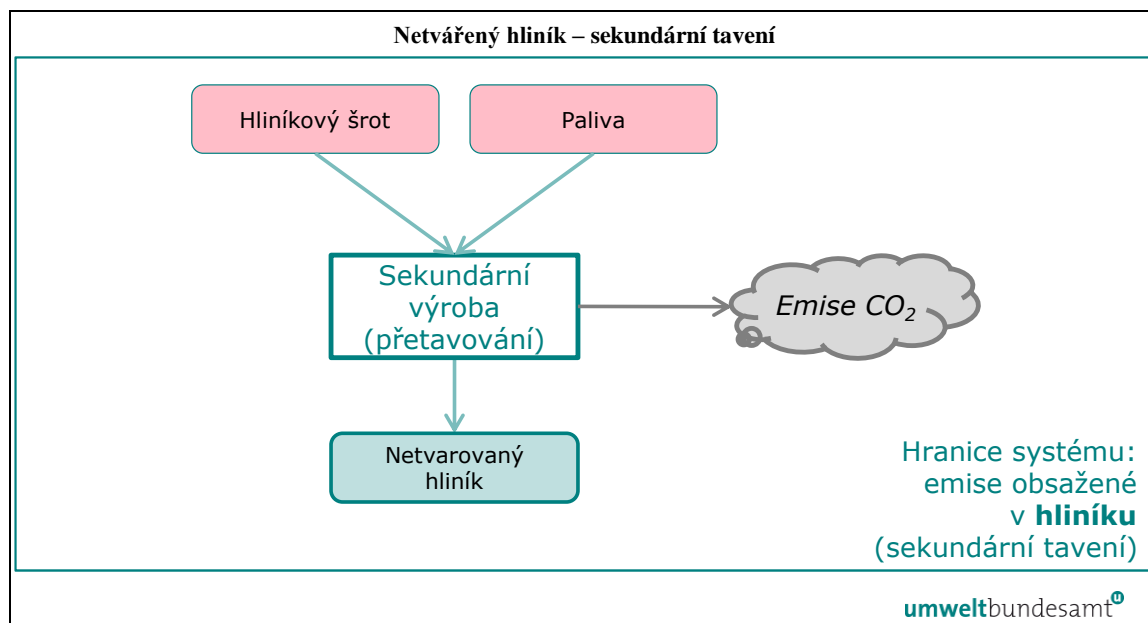 Netvářený hliník – sekundární tavení
Hliníkový šrot
Paliva
Sekundární
výroba
(přetavování)
Emise CO₂
Netvarovaný
hliník
Hranice systému:
emise obsažené
v hliníku
(sekundární tavení)
umweltbundesamt